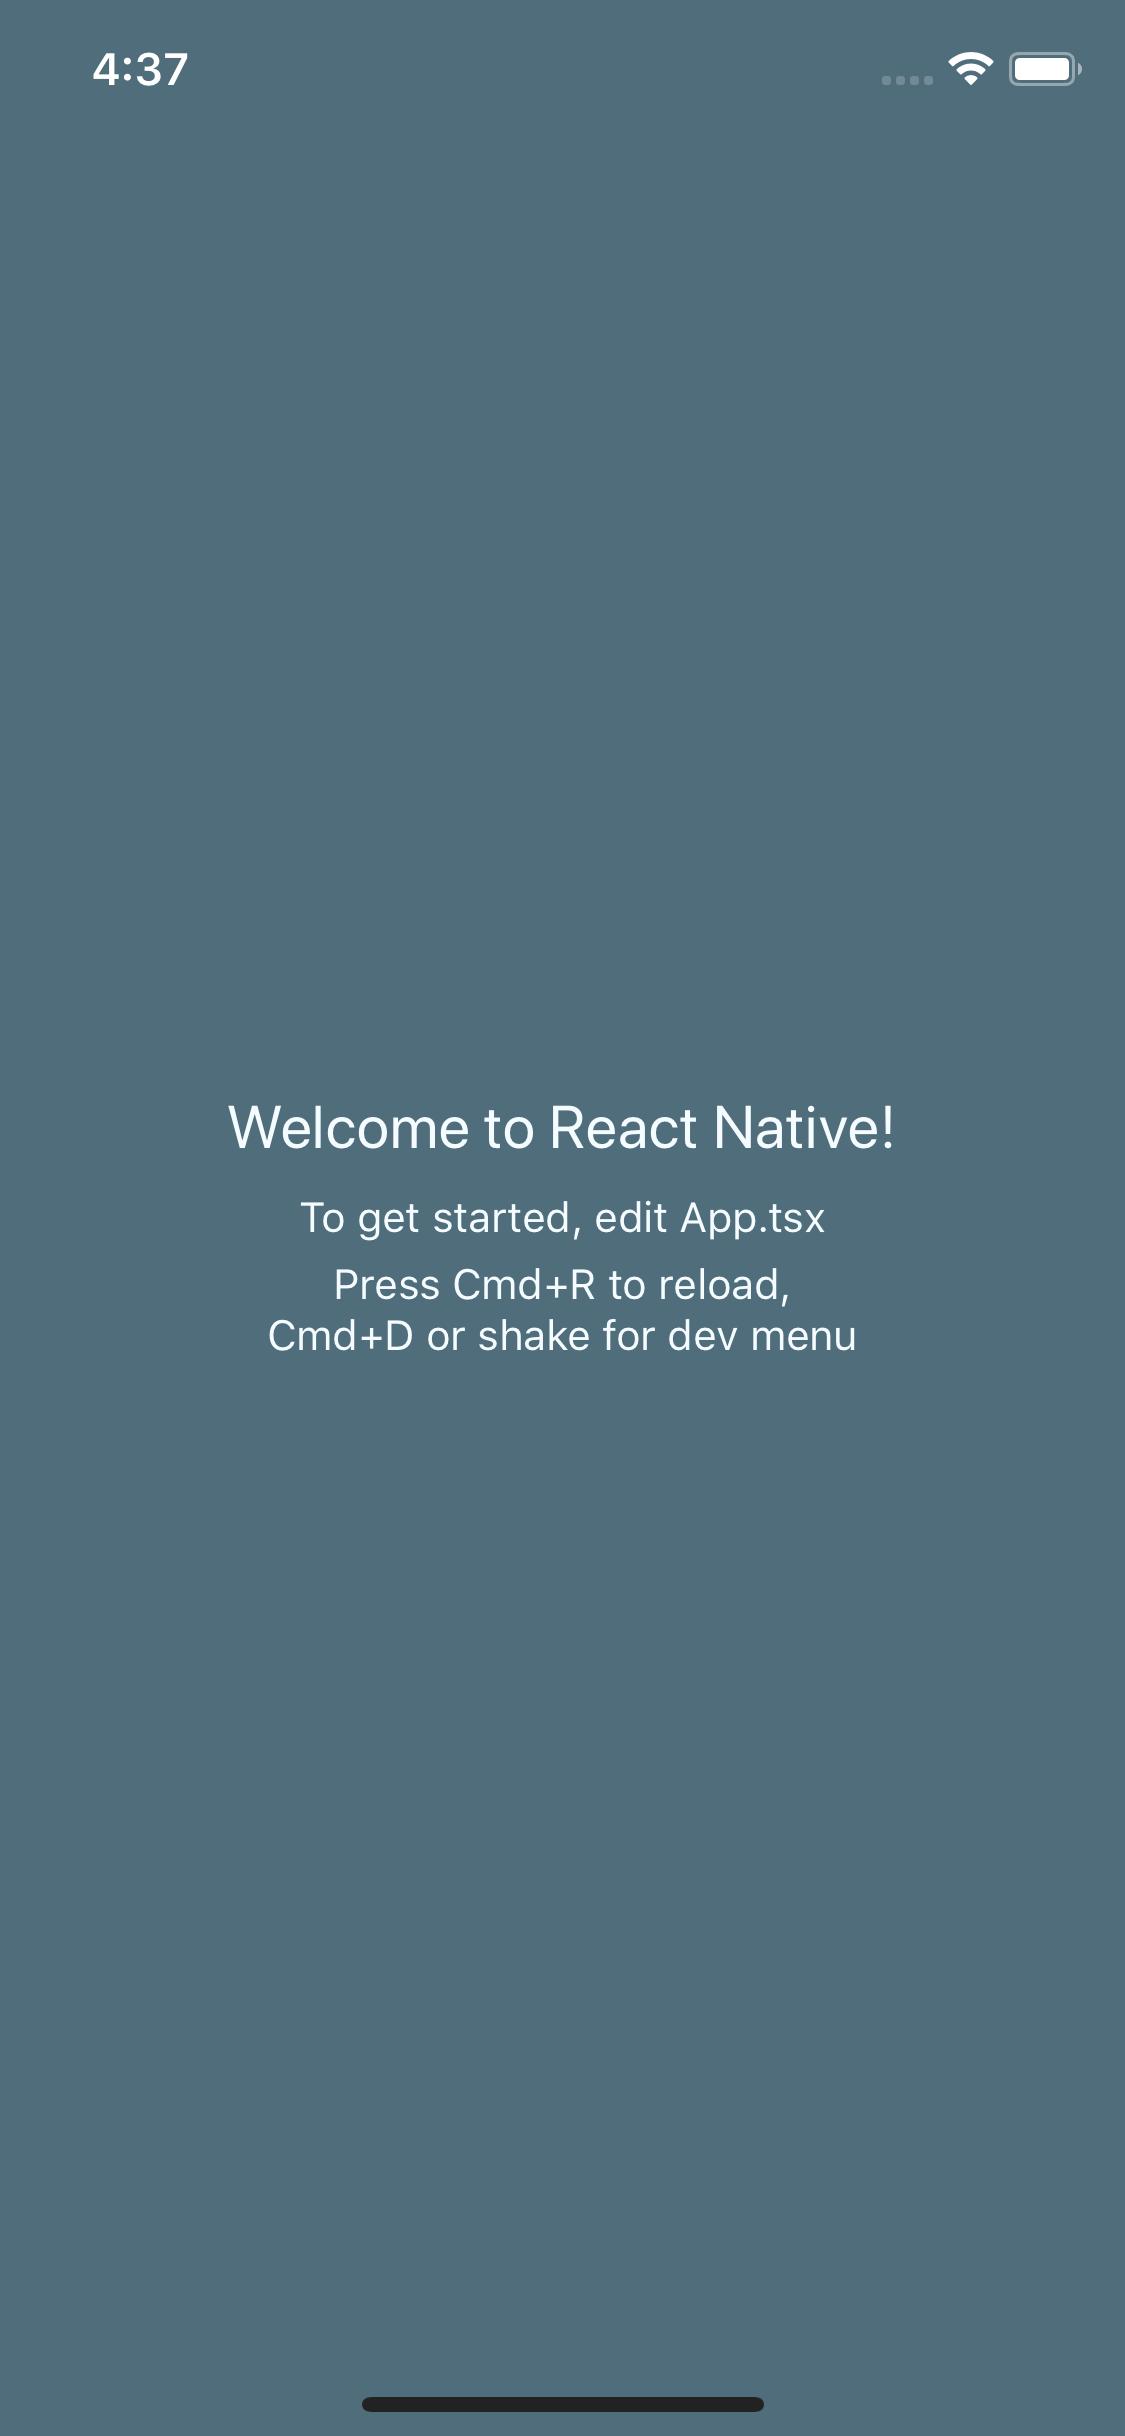 4:37
Welcome to React Native!
To get started, edit App.tsx
Press Cmd+R to reload,
Cmd+D or shake for dev menu